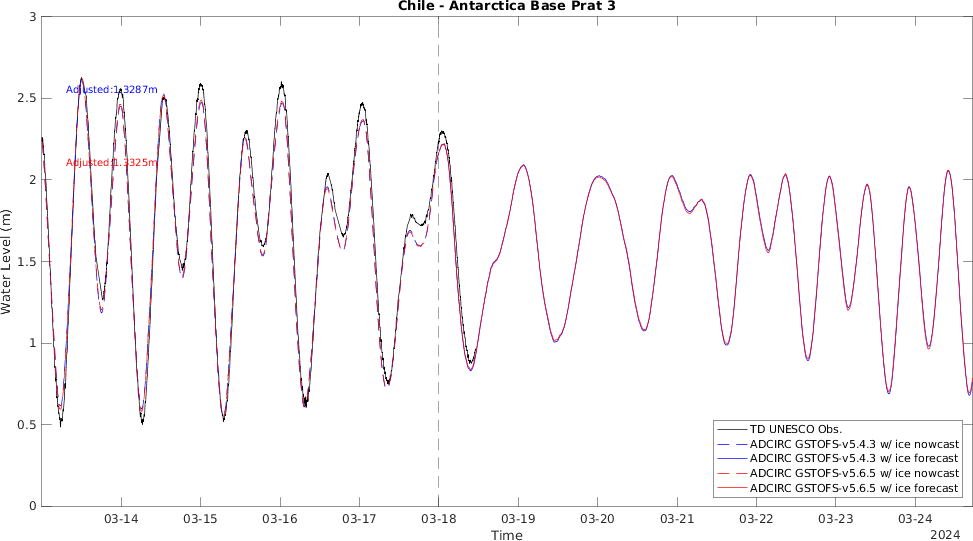 Chile - Antarctica Base Prat 3
3
2.5
2
1.5
1
0.5
0
Water Level (m)
Adjusted:1.3287m
Adjusted:1.3325m
TD UNESCO Obs.
ADCIRC GSTOFS-v5.4.3 w/ ice nowcast
ADCIRC GSTOFS-v5.4.3 w/ ice forecast
ADCIRC GSTOFS-v5.6.5 w/ ice nowcast
ADCIRC GSTOFS-v5.6.5 w/ ice forecast
03-14 03-15 03-16 03-17 03-18 03-19 03-20 03-21 03-22 03-23 03-24
Time
2024